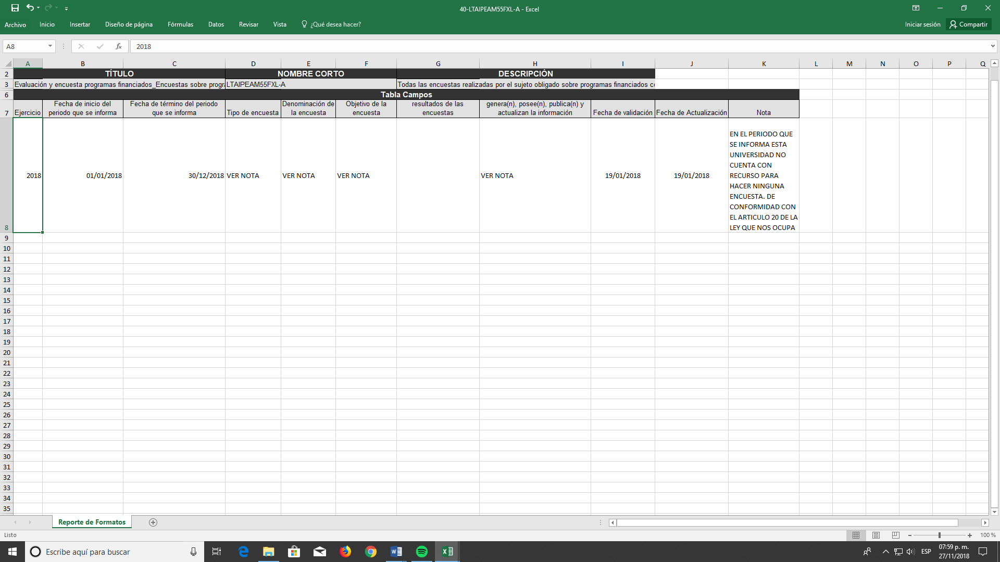 40-LTAIPEAM55FXL-A - Excel
Archivo Inicio Insertar Diseño de página Fórmulas Datos Revisar Vista ¿Qué desea hacer? Iniciar sesión Compartir
A8 fx 2018
A B C D E F G H I J K L M N O P Q
2 TÍTULO NOMBRE CORTO DESCRIPCIÓN
3 Evaluación y encuesta programas financiados_Encuestas sobre progra LTAIPEAM55FXL-A Todas las encuestas realizadas por el sujeto obligado sobre programas financiados co
6 Tabla Campos
Fecha de inicio del Fecha de término del periodo Denominación de Objetivo de la resultados de las genera(n), posee(n), publica(n) y
7 Ejercicio periodo que se informa que se informa Tipo de encuesta la encuesta encuesta encuestas actualizan la información Fecha de validación Fecha de Actualización Nota
EN EL PERIODO QUE
SE INFORMA ESTA
UNIVERSIDAD NO
CUENTA CON
2018 01/01/2018 30/12/2018 VER NOTA VER NOTA VER NOTA VER NOTA 19/01/2018 19/01/2018 RECURSO PARA
HACER NINGUNA
ENCUESTA. DE
CONFORMIDAD CON
EL ARTICULO 20 DE LA
8 LEY QUE NOS OCUPA
9
10
11
12
13
14
15
16
17
18
19
20
21
22
23
24
25
26
27
28
29
30
31
32
33
34
35
Reporte de Formatos
Listo 100 %
Escribe aquí para buscar ESP 07:59 p. m.
27/11/2018